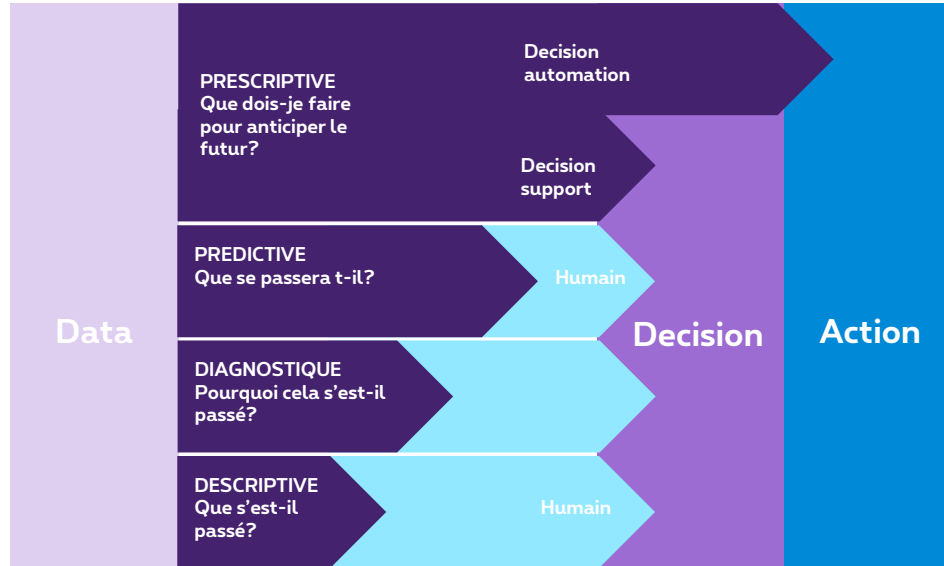 Data
PRESCRIPTIVE
Que dois-je faire
pour anticiper le
futur?
Decision
automation
Decision
support
PREDICTIVE
Que se passera t-il?
Humain
DIAGNOSTIQUE
Pourquoi cela s'est-il
passé?
DESCRIPTIVE
Que s'est-il
passé?
Humain
Decision
Action